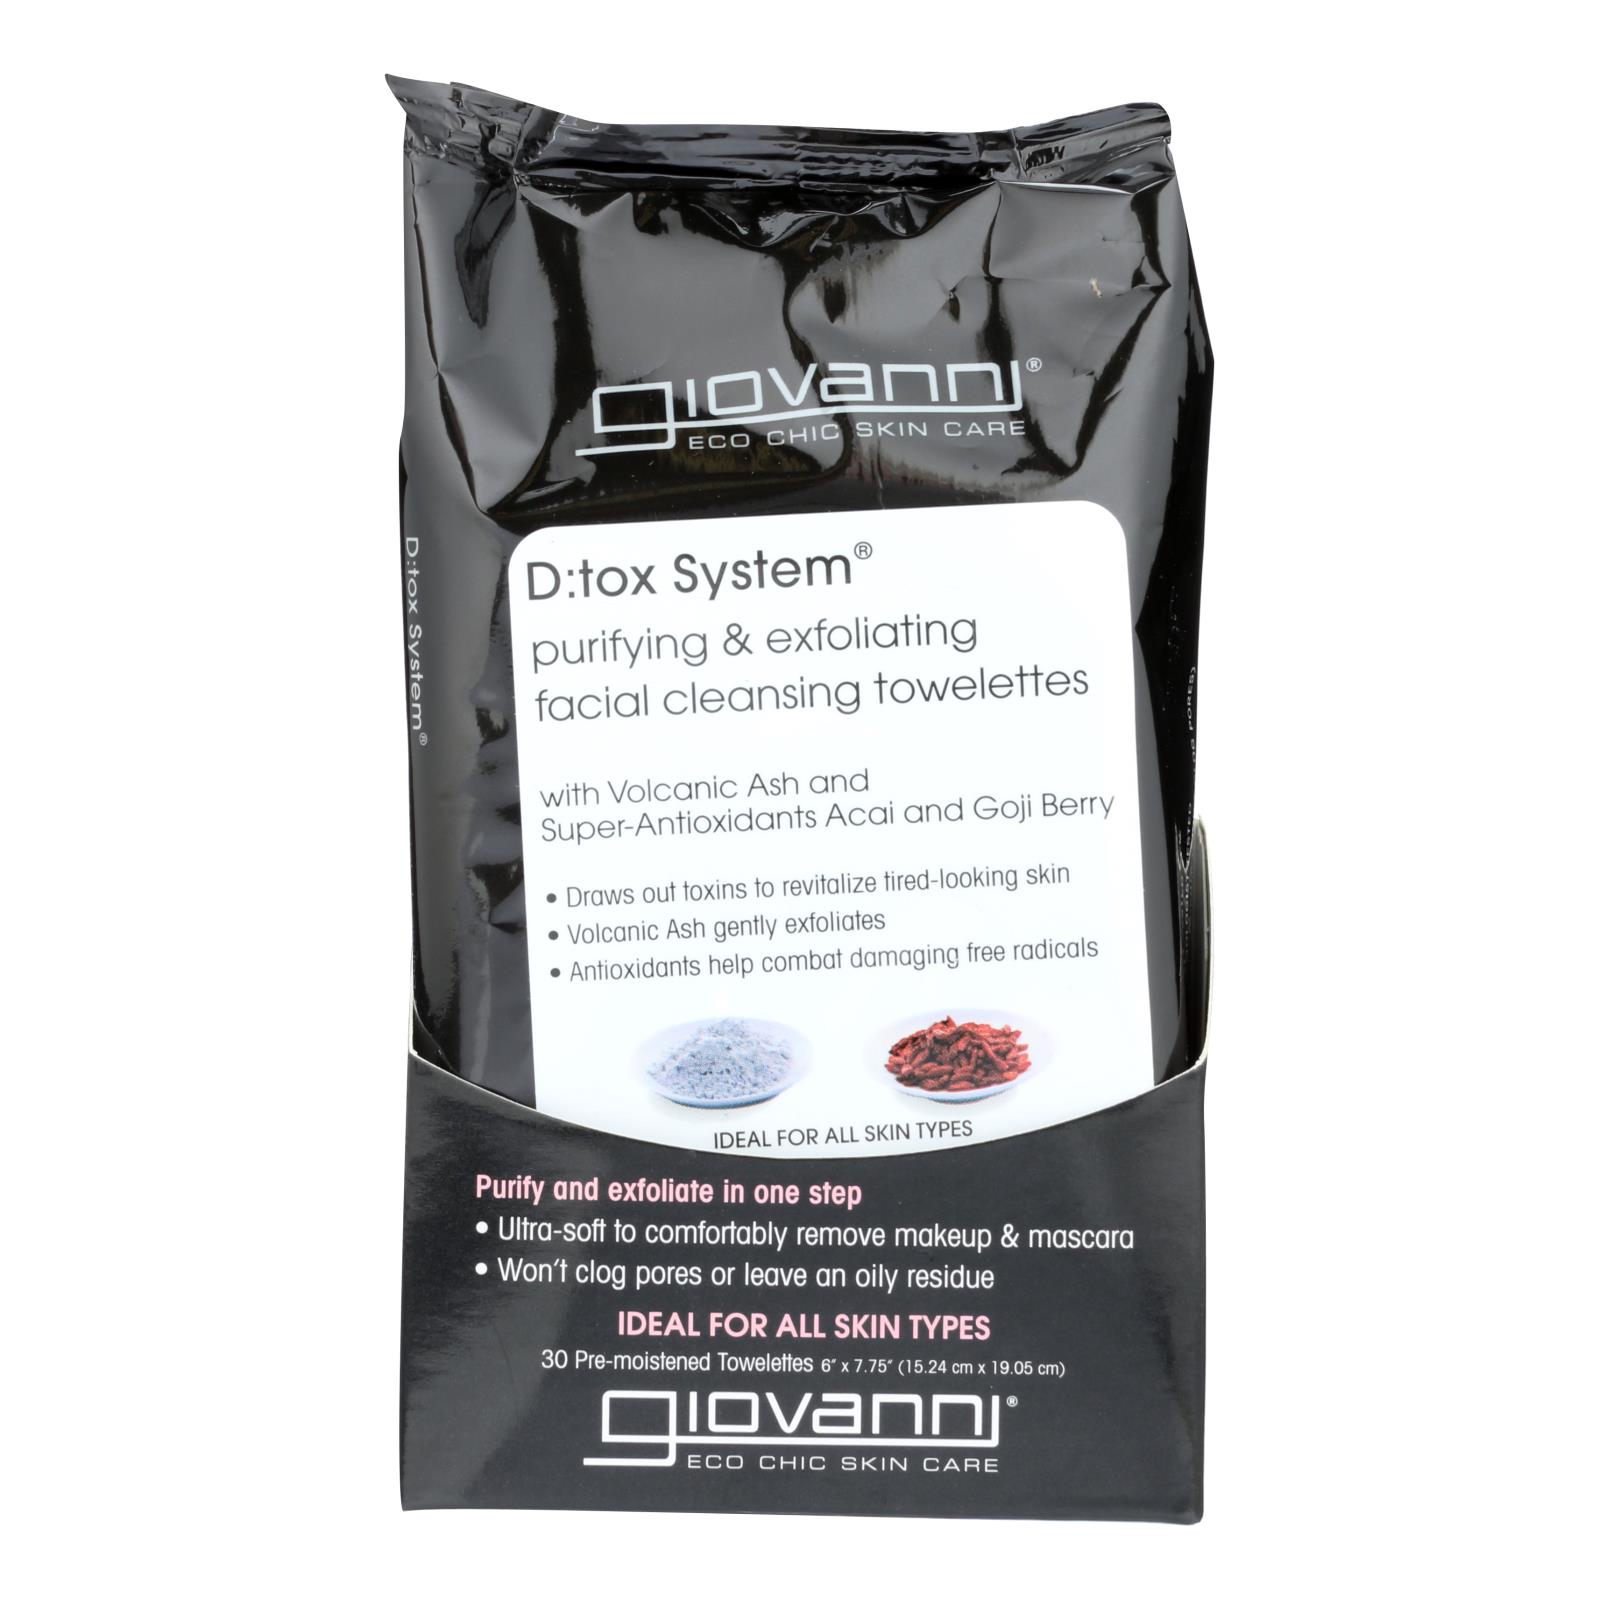 giovanni®
ECO CHIC SKIN CARE
D:tox System®
purifying & exfoliating
facial cleansing towelettes
with Volcanic Ash and
Super-Antioxidants Acai and Goji Berry
• Draws out toxins to revitalize tired-looking skin
• Volcanic Ash gently exfoliates
• Antioxidants help combat damaging free radicals
IDEAL FOR ALL SKIN TYPES
D:tox System®
PORES)
Purify and exfoliate in one step
• Ultra-soft to comfortably remove makeup & mascara
• Won't clog pores or leave an oily residue
IDEAL FOR ALL SKIN TYPES
30 Pre-moistened Towelettes 6" x 7.75" (15.24 cm x 19.05 cm)
giovanni®
ECO CHIC SKIN CARE